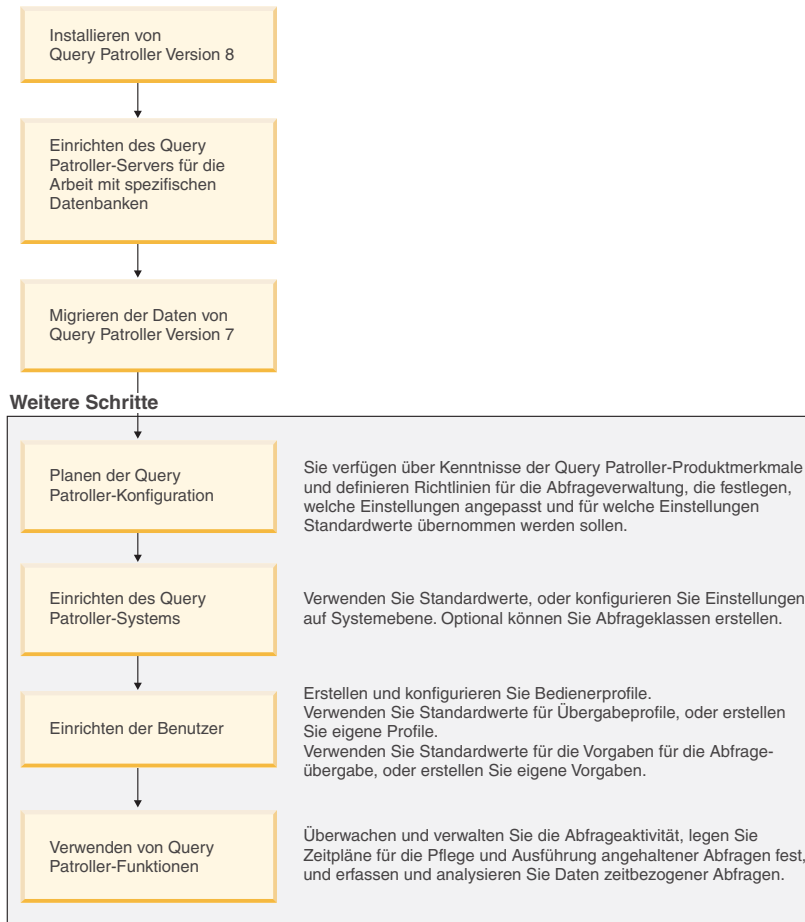 Installieren von
Query Patroller Version 8
Einrichten des Query
Patroller-Servers für die
Arbeit mit spezifischen
Datenbanken
Migrieren der Daten von
Query Patroller Version 7
Weitere Schritte
Planen der Query
Patroller-Konfiguration
Sie verfügen über Kenntnisse der Query Patroller-Produktmerkmale
und definieren Richtlinien für die Abfrageverwaltung, die festlegen,
welche Einstellungen angepasst und für welche Einstellungen
Standardwerte übernommen werden sollen.
Einrichten des Query
Patroller-Systems
Verwenden Sie Standardwerte, oder konfigurieren Sie Einstellungen
auf Systemebene. Optional können Sie Abfrageklassen erstellen.
Einrichten der Benutzer
Erstellen und konfigurieren Sie Bedienerprofile.
Verwenden Sie Standardwerte für Übergabeprofile, oder erstellen
Sie eigene Profile.
Verwenden Sie Standardwerte für die Vorgaben für die Abfrage-
übergabe, oder erstellen Sie eigene Vorgaben.
Verwenden von Query
Patroller-Funktionen
Überwachen und verwalten Sie die Abfrageaktivität, legen Sie
Zeitpläne für die Pflege und Ausführung angehaltener Abfragen fest,
und erfassen und analysieren Sie Daten zeitbezogener Abfragen.